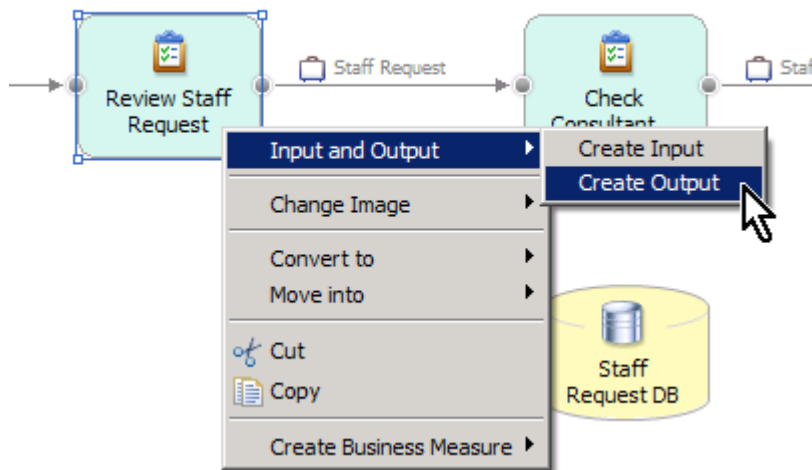 Review Staff
Request
Staff Request
Check
Consultant
Input and Output
Create Input
Create Output
Change Image
Convert to
Move into
Cut
Copy
Create Business Measure
Staff
Request DB